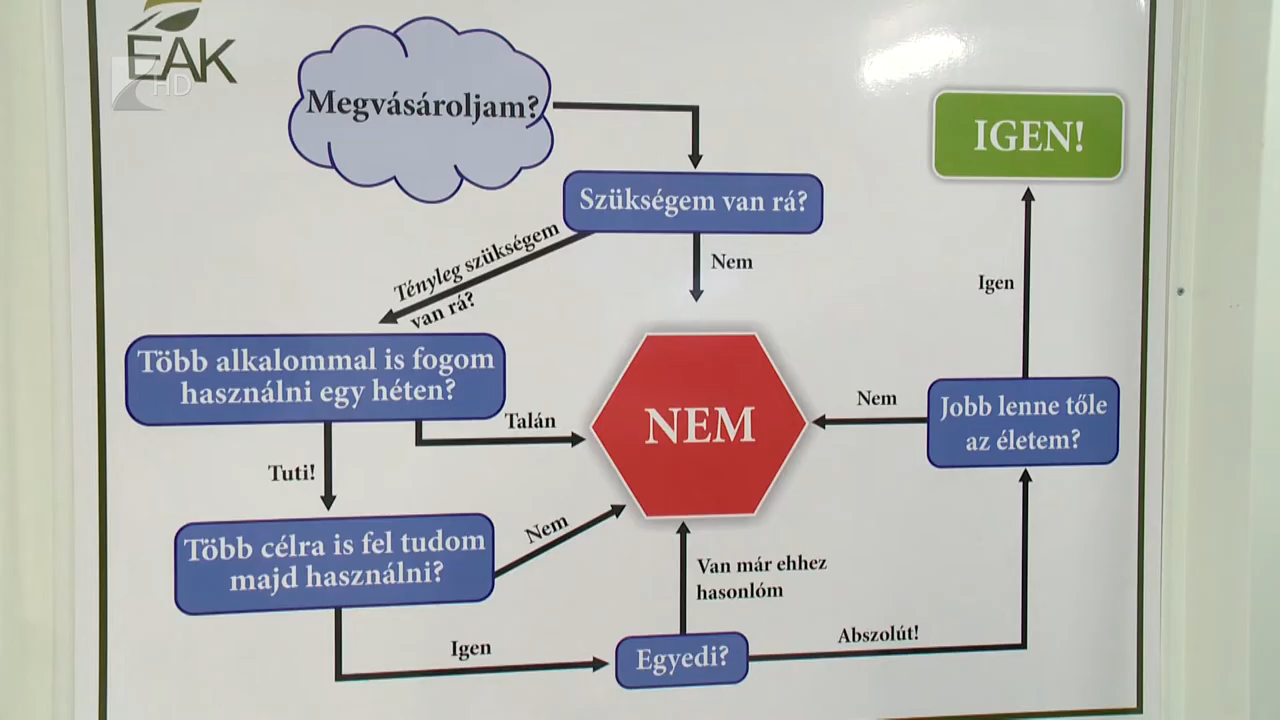 EAK
HD
Megvásároljam?
IGEN!
Szükségem van rá?
Tényleg szükségem
van rá?
Nem
Igen
Több alkalommal is fogom
használni egy héten?
Talán
NEM
Nem
Jobb lenne tőle
az életem?
Tuti!
Több célra is fel tudom
majd használni?
Nem
Van már ehhez
hasonlóm
Igen
Egyedi?
Abszolút!